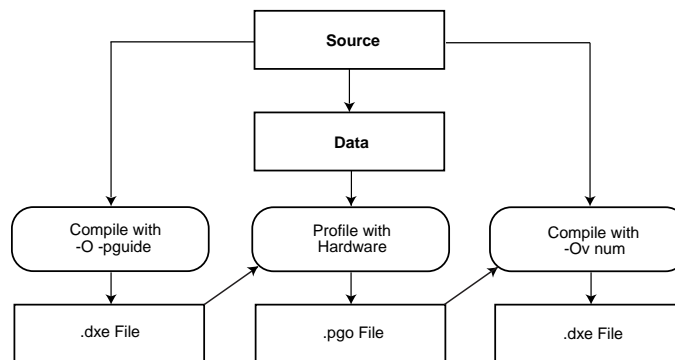 Source
Data
Compile with
-O -pguide
Profile with
Hardware
Compile with
-Ov num
.dxe File
.pgo File
.dxe File